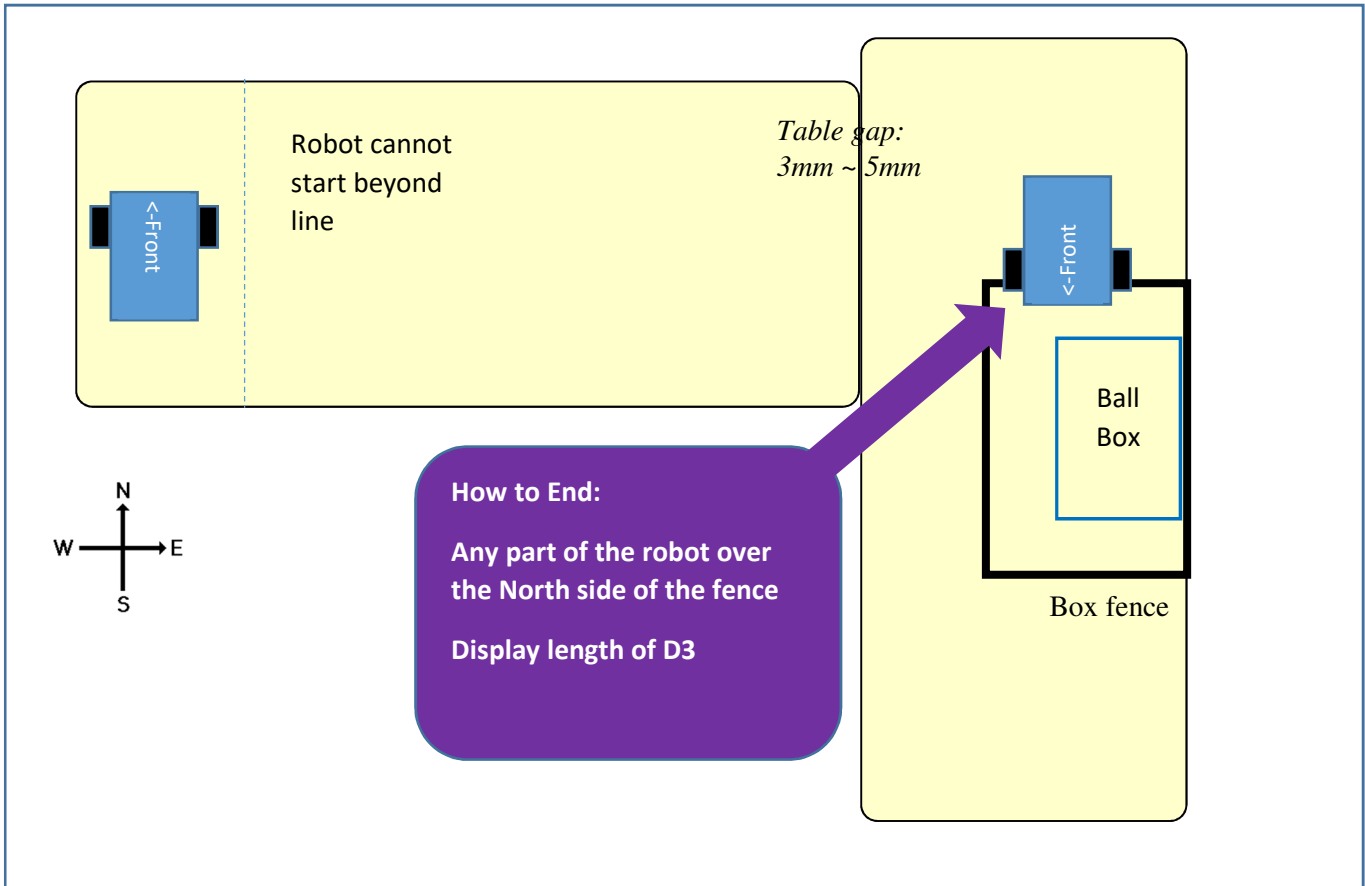 Robot cannot
start beyond
line
Table gap:
3mm ~ 5mm
<-Front
<-Front
Ball
Box
Box fence
How to End:
Any part of the robot over
the North side of the fence
Display length of D3
N
W
E
S